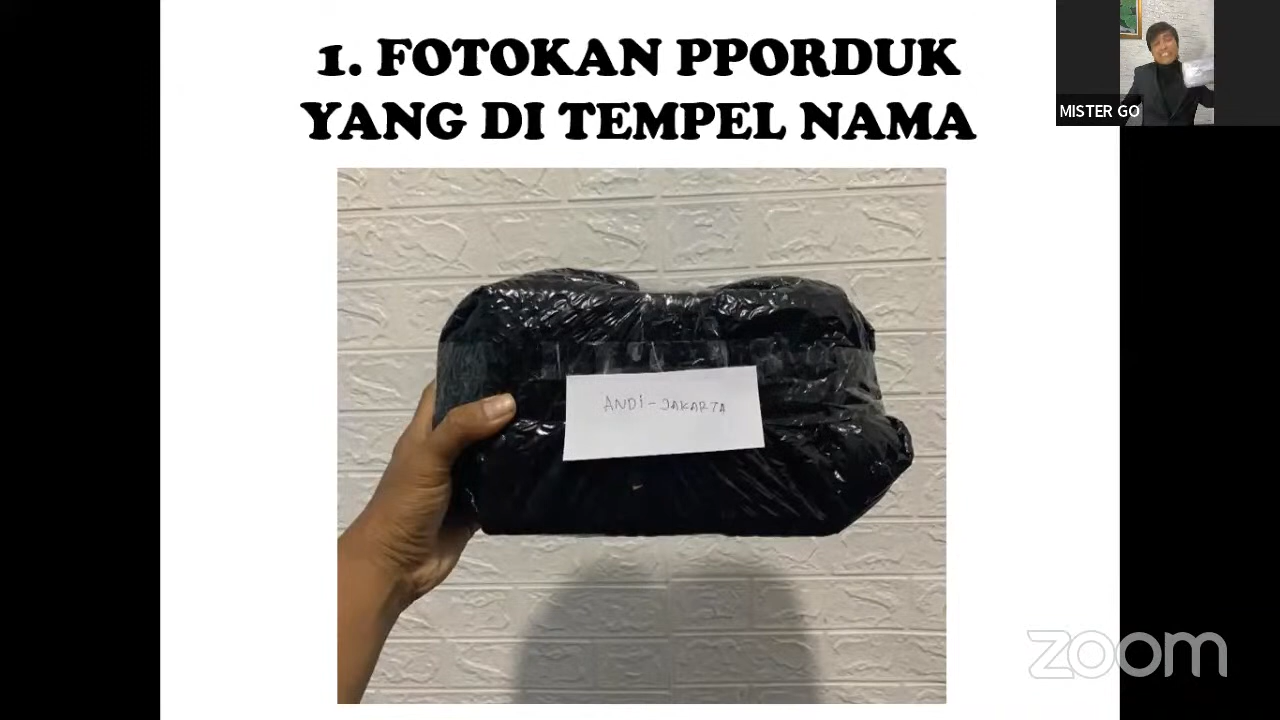 1. FOTOKAN PPORDUK
YANG DI TEMPEL NAMA
MISTER GO
ANDi-JAKARTA
zoom